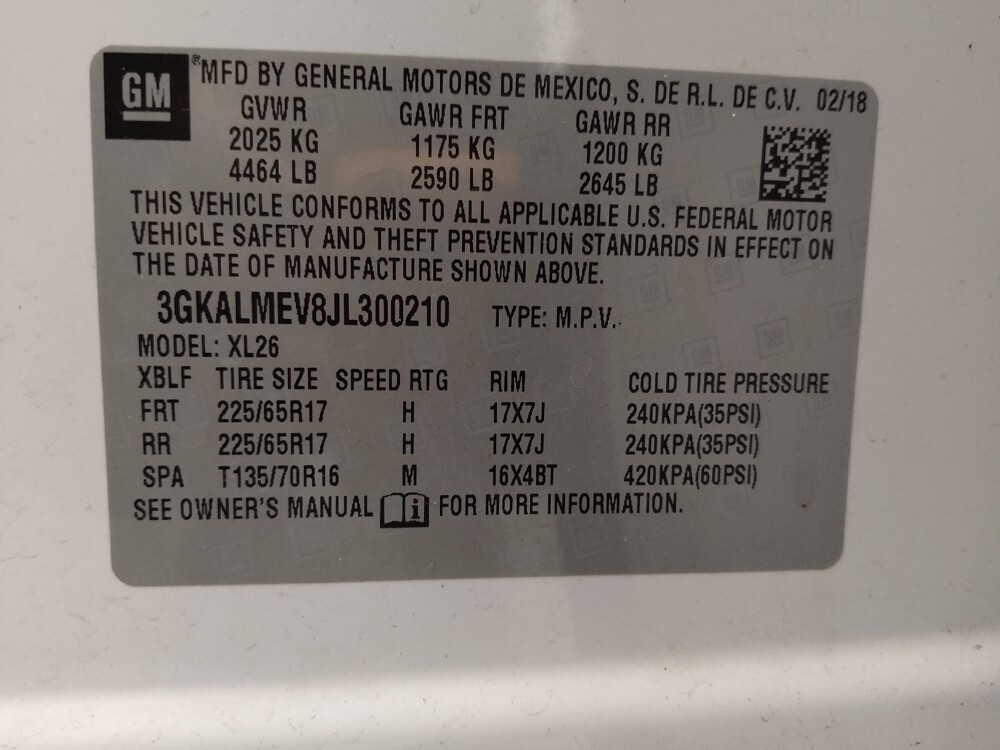 GM ®MFD BY GENERAL MOTORS DE MEXICO, S. DE R.L. DE C.V. 02/18
GVWR GAWR FRT GAWR RR
2025 KG 1175 KG 1200 KG
4464 LB 2590 LB 2645 LB
THIS VEHICLE CONFORMS TO ALL APPLICABLE U.S. FEDERAL MOTOR
VEHICLE SAFETY AND THEFT PREVENTION STANDARDS IN EFFECT ON
THE DATE OF MANUFACTURE SHOWN ABOVE.
3GKALMEV8JL300210 TYPE: M.P.V.
MODEL: XL26
XBLF TIRE SIZE SPEED RTG RIM COLD TIRE PRESSURE
FRT 225/65R17 H 17X7J 240KPA(35PSI)
RR 225/65R17 H 17X7J 240KPA(35PSI)
SPA T135/70R16 M 16X4BT 420KPA(60PSI)
SEE OWNER'S MANUAL i FOR MORE INFORMATION.